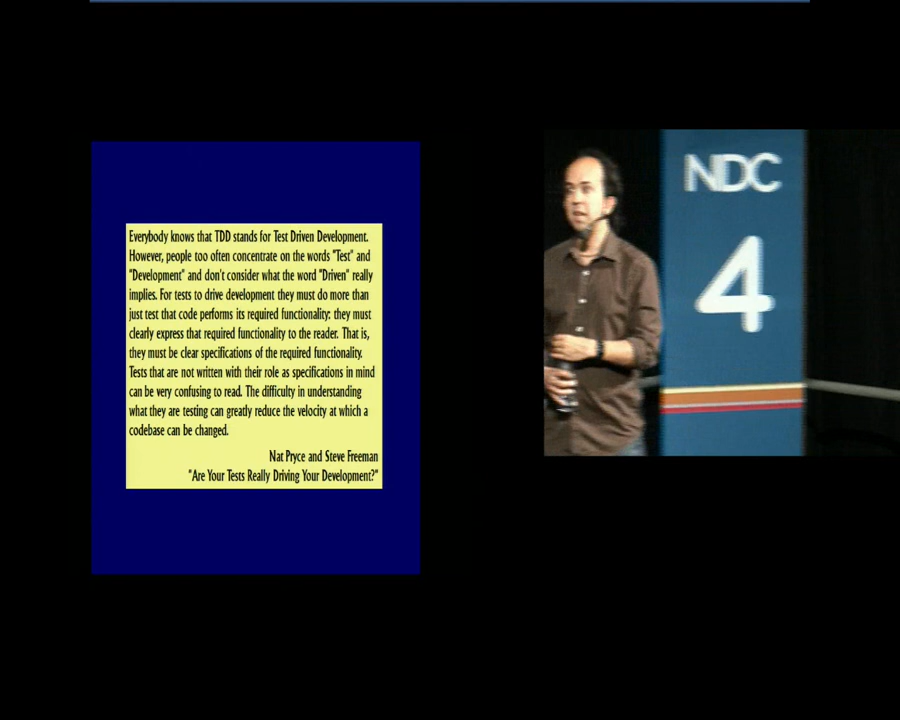 Everybody knows that TDD stands for Test Driven Development.
However, people too often concentrate on the words "Test" and
"Development" and don't consider what the word "Driven" really
implies. For tests to drive development they must do more than
just test that code performs its required functionality: they must
clearly express that required functionality to the reader. That is,
they must be clear specifications of the required functionality.
Tests that are not written with their role as specifications in mind
can be very confusing to read. The difficulty in understanding
what they are testing can greatly reduce the velocity at which a
codebase can be changed.
Nat Pryce and Steve Freeman
"Are Your Tests Really Driving Your Development?"
NDC
4